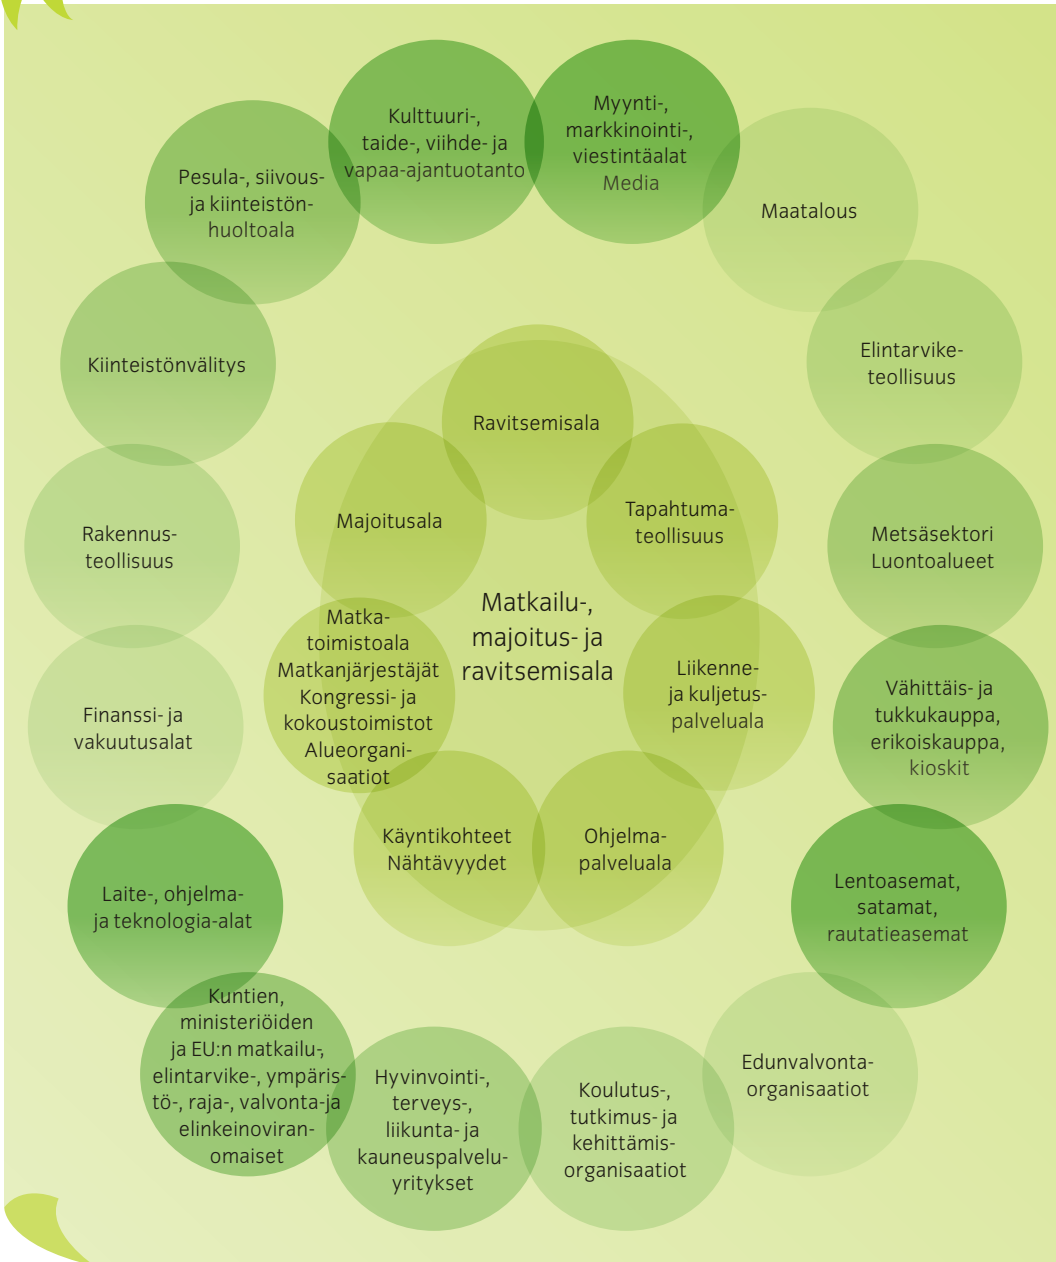 Kulttuuri-,
taide-, viihde- ja
vapaa-ajantuotanto
Myynti-,
markkinointi-,
viestintäalat
Media
Maatalous
Elintarvike-
teollisuus
Metsäsektori
Luontoalueet
Vähittäis- ja
tukkukauppa,
erikoiskauppa,
kioskit
Lentoasemat,
satamat,
rautatieasemat
Edunvalvonta-
organisaatiot
Koulutus-,
tutkimus- ja
kehittämis-
organisaatiot
Hyvinvointi-,
terveys-,
liikunta- ja
kauneuspalvelu-
yritykset
Kuntien,
ministeriöiden
ja EU:n matkailu-,
elintarvike-, ympäris-
tö-, raja-, valvonta-ja
elinkeinoviran-
omaiset
Laite-, ohjelma-
ja teknologia-alat
Finanssi- ja
vakuutusalat
Rakennus-
teollisuus
Kiinteistönvälitys
Pesula-, siivous-
ja kiinteistön-
huoltoala
Ravitsemisala
Tapahtuma-
teollisuus
Liikenne-
ja kuljetus-
palveluala
Ohjelma-
palveluala
Käyntikohteet
Nähtävyydet
Matka-
toimistoala
Matkanjärjestäjät
Kongressi- ja
kokoustoimistot
Alueorgani-
saatiot
Majoitusala
Matkailu-,
majoitus- ja
ravitsemisala